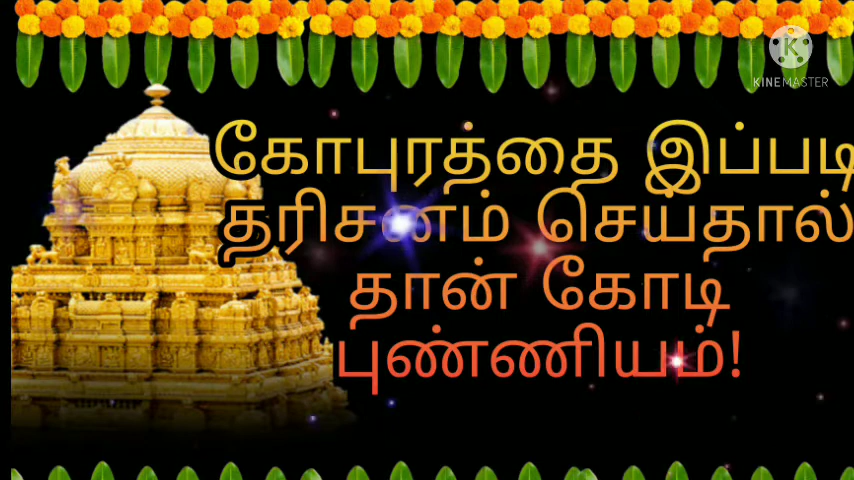 KINEMASTER
கோபுரத்தை இப்படி
தரிசனம் செய்தால்
தான் கோடி
புண்ணியம்!